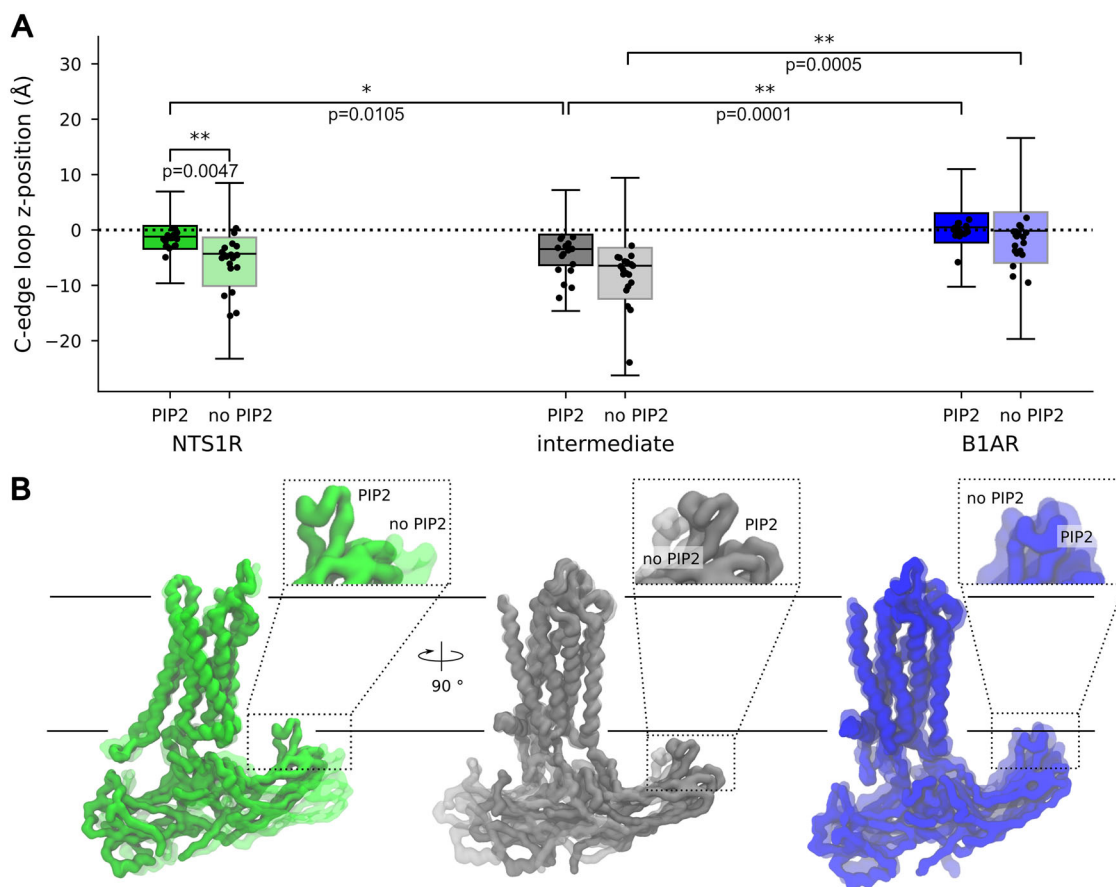 A
C-edge loop z-position (Å)
30
20
10
0
−10
−20
**
p=0.0005
*
p=0.0105
**
p=0.0001
**
p=0.0047
PIP2
no PIP2
PIP2
no PIP2
PIP2
no PIP2
NTS1R
intermediate
B1AR
B
PIP2
no PIP2
PIP2
no PIP2
no PIP2
PIP2
90 °